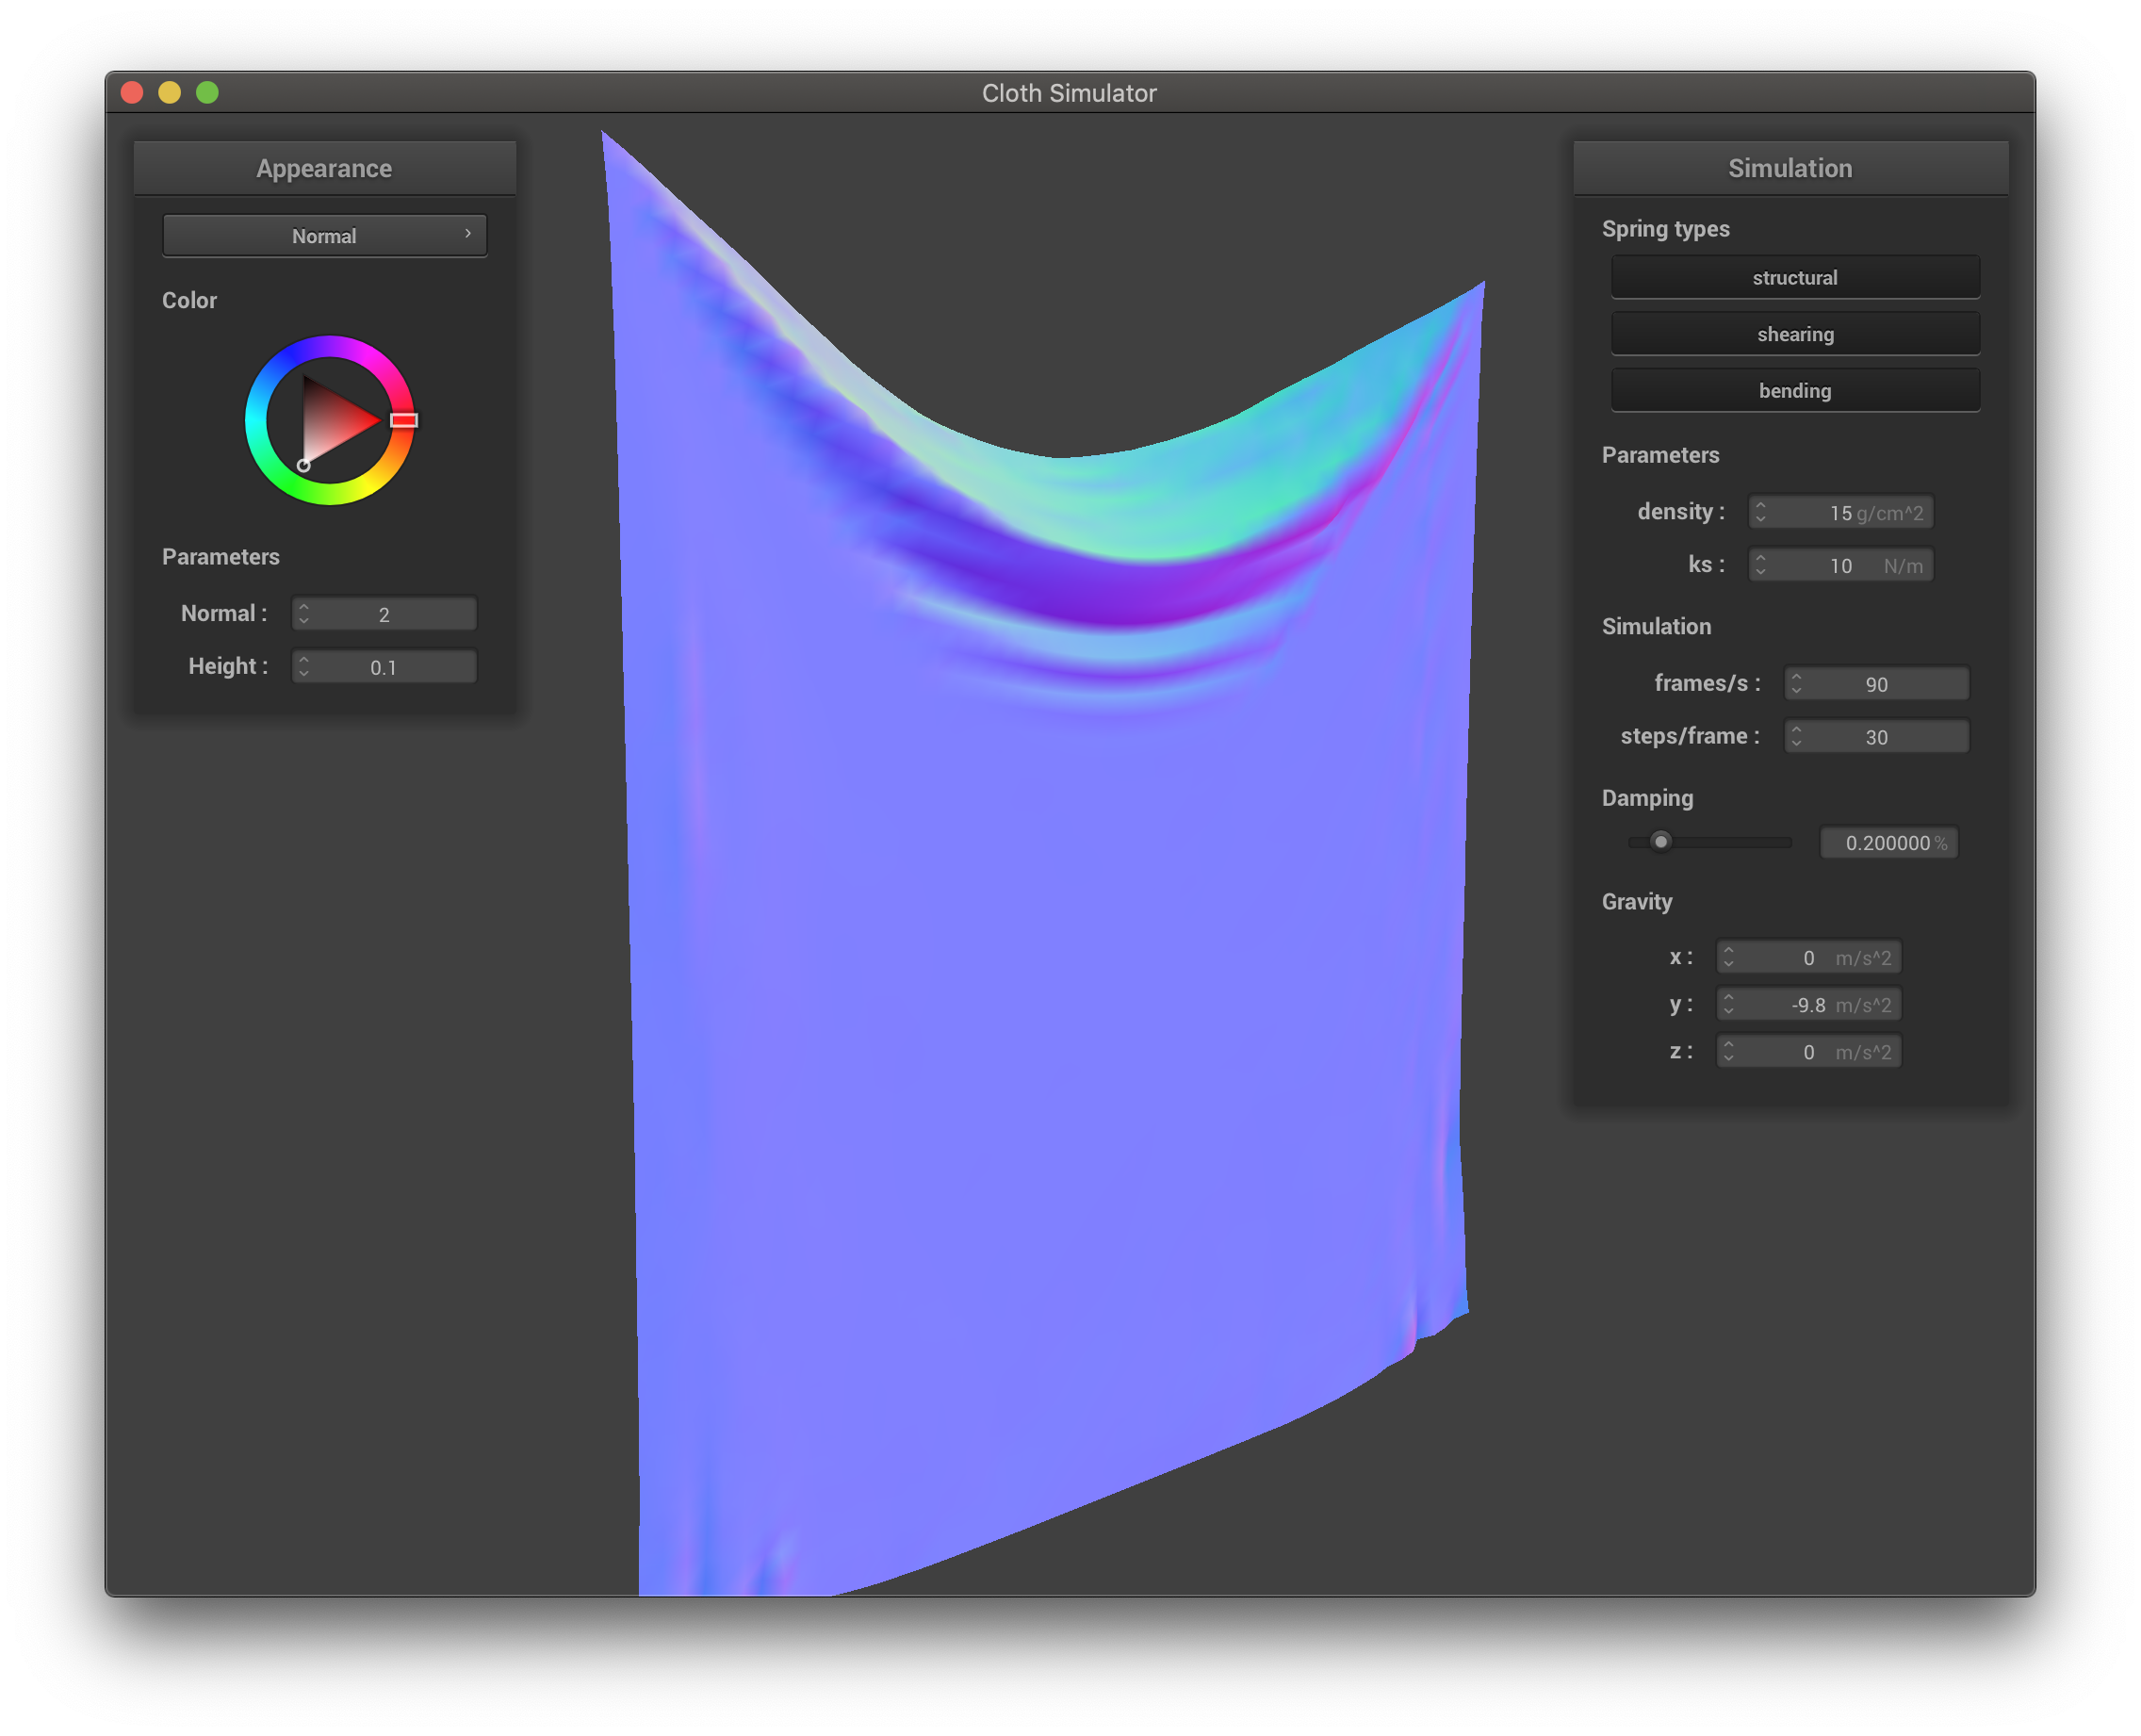 Cloth Simulator
Appearance
Normal
Color
Parameters
Normal : 2
Height : 0.1
Simulation
Spring types
structural
shearing
bending
Parameters
density : 15 g/cm^2
ks : 10 N/m
Simulation
frames/s : 90
steps/frame : 30
Damping
0.200000 %
Gravity
x : 0 m/s^2
y : -9.8 m/s^2
z : 0 m/s^2